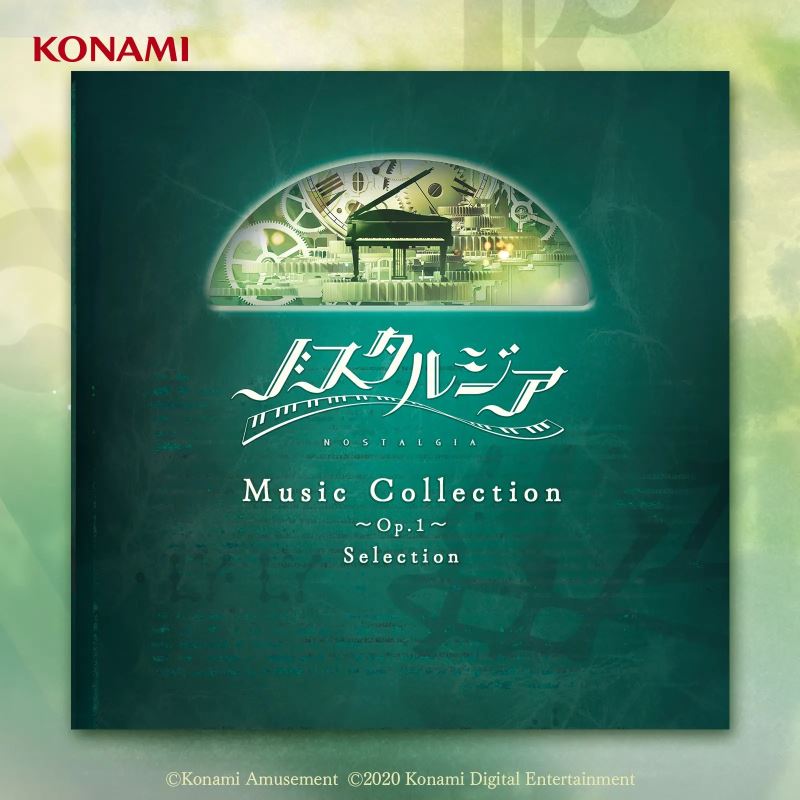 KONAMI
ノスタルジア
NOSTALGIA
Music Collection
～Op.1～
Selection
©Konami Amusement ©2020 Konami Digital Entertainment